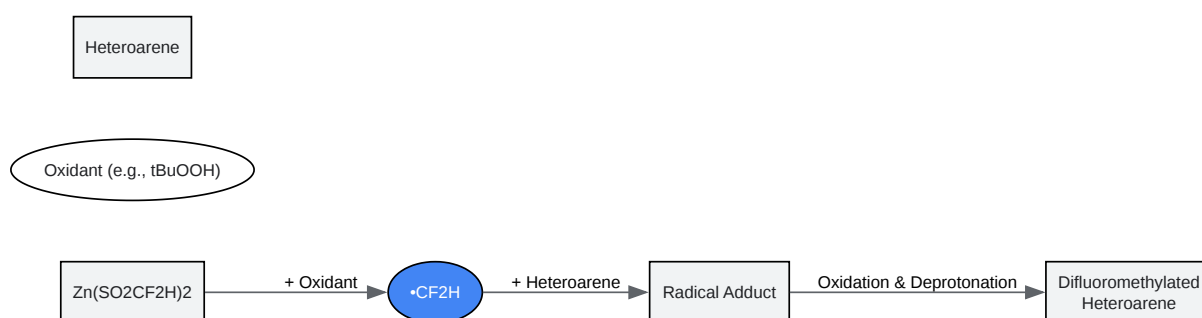 Heteroarene
Oxidant (e.g., tBuOOH)
Zn(SO2CF2H)2
+ Oxidant
•CF2H
+ Heteroarene
Radical Adduct
Oxidation & Deprotonation
Difluoromethylated
Heteroarene